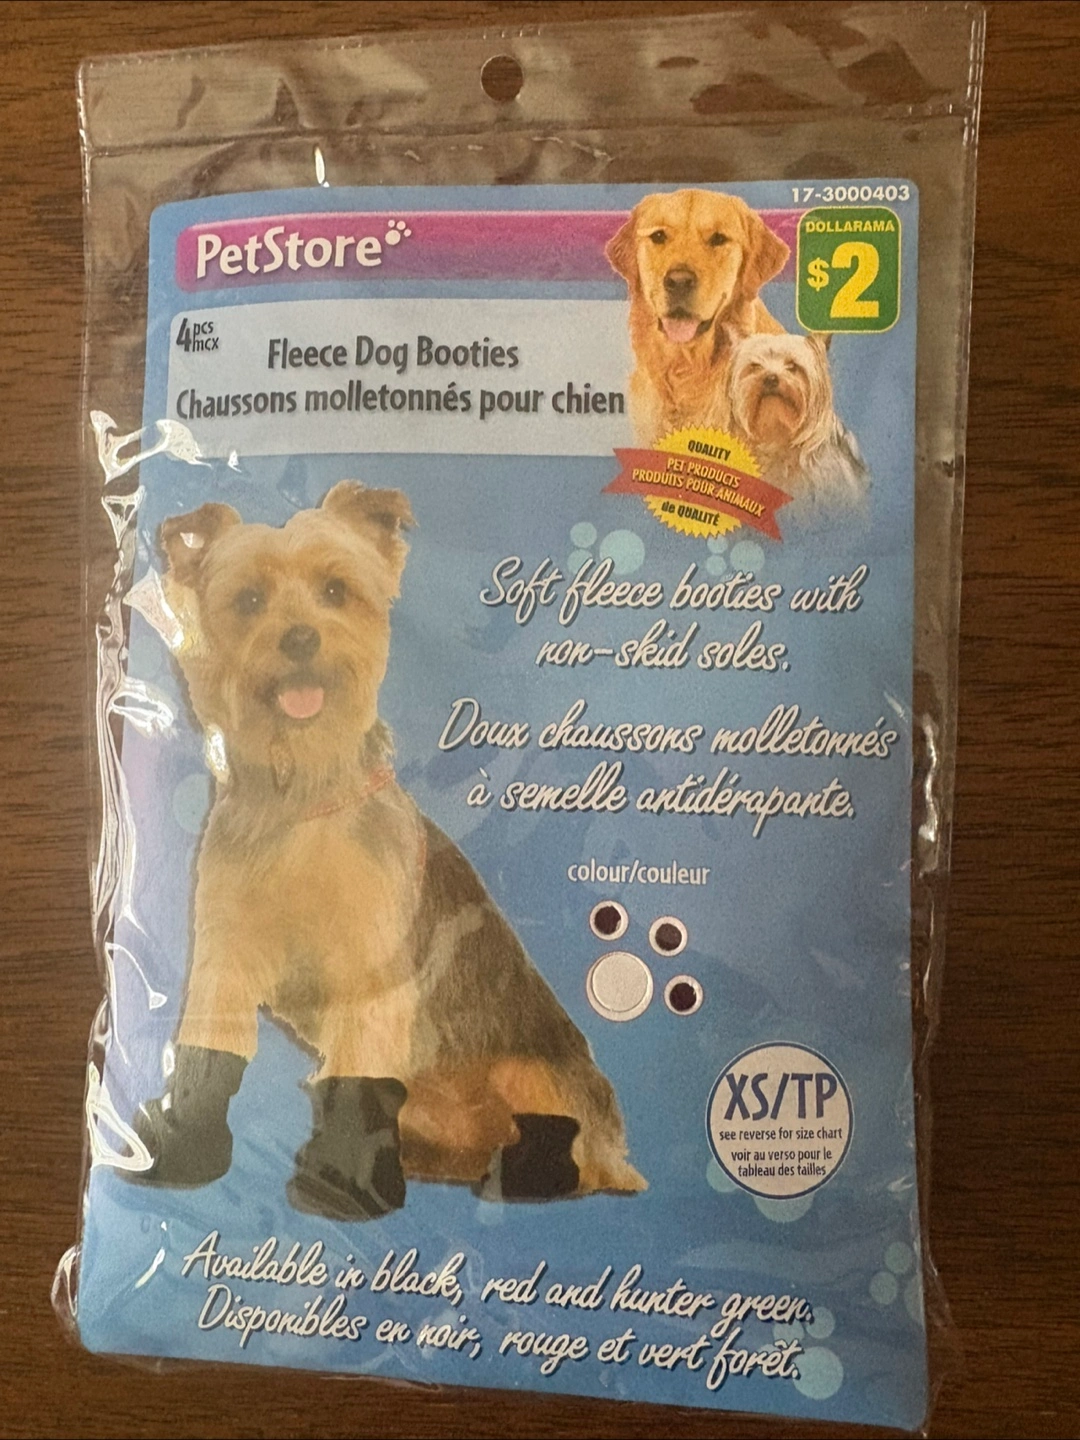 17-3000403
PetStore
DOLLARAMA
$2
4 pcs
mcx
Fleece Dog Booties
Chaussons molletonnés pour chien
QUALITY
PET PRODUCTS
PRODUITS POUR ANIMAUX
de QUALITÉ
Soft fleece booties with
non-skid soles.
Doux chaussons molletonnés
à semelle antidérapante.
colour/couleur
XS/TP
see reverse for size chart
voir au verso pour le
tableau des tailles
Available in black, red and hunter green.
Disponibles en noir, rouge et vert forêt.